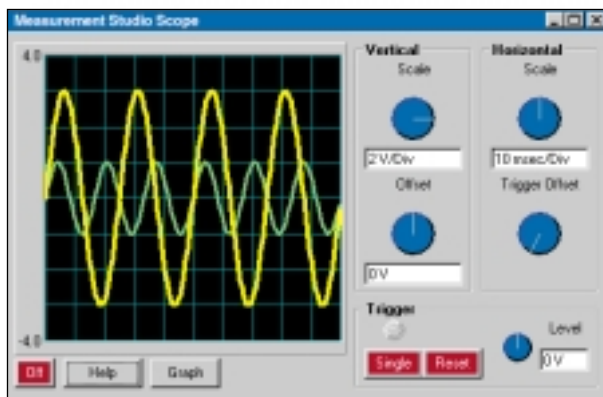 Measurement Studio Scope
4.0
-4.0
Off
Help
Graph
Vertical
Scale
2 V/Div
Offset
0 V
Horizontal
Scale
10 msec/Div
Trigger Offset
Trigger
Single
Reset
Level
0 V